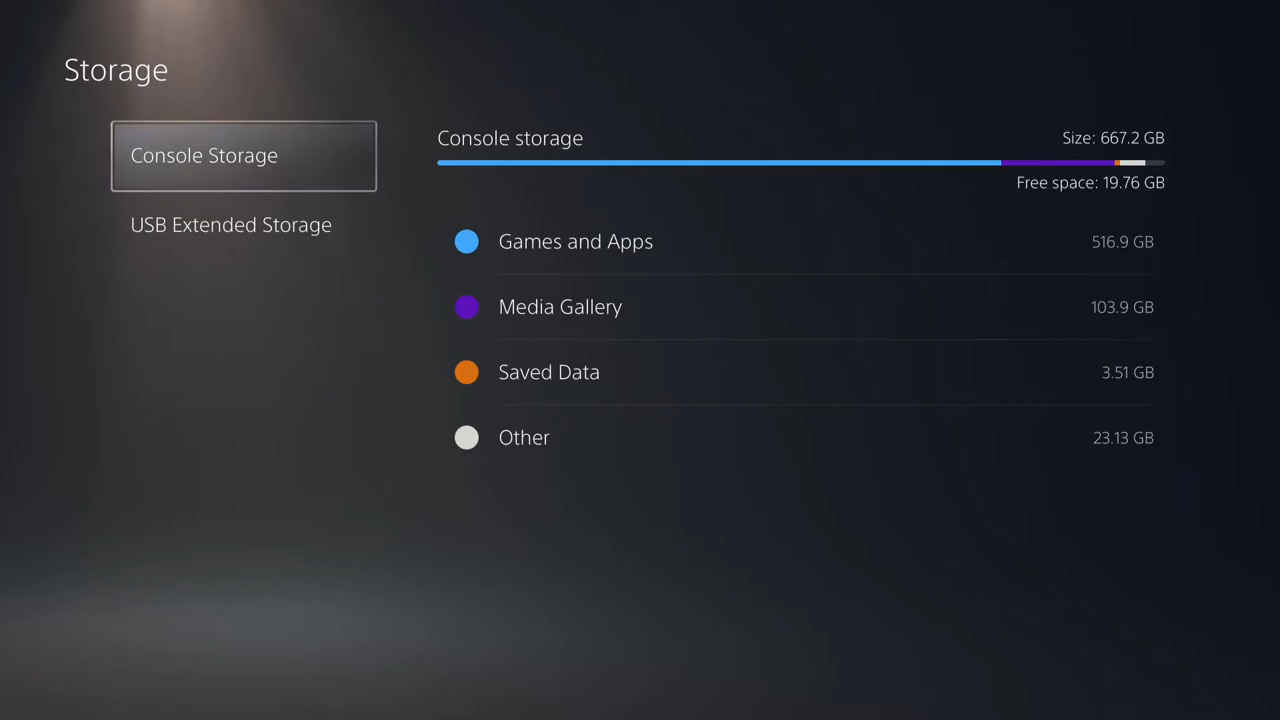 Storage
Console Storage
USB Extended Storage
Console storage
Size: 667.2 GB
Free space: 19.76 GB
Games and Apps 516.9 GB
Media Gallery 103.9 GB
Saved Data 3.51 GB
Other 23.13 GB